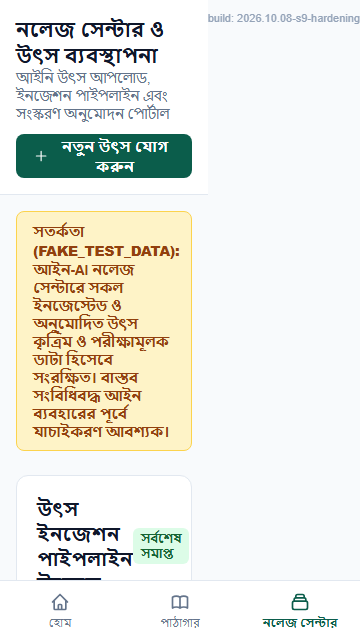 নলেজ সেন্টার ও
উৎস ব্যবস্থাপনা
build: 2026.10.08-s9-hardening
আইনি উৎস আপলোড,
ইনজেশন পাইপলাইন এবং
সংস্করণ অনুমোদন পোর্টাল
নতুন উৎস যোগ
করুন
সতর্কতা
(FAKE_TEST_DATA):
আইন-AI নলেজ
সেন্টারে সকল
ইনজেস্টেড ও
অনুমোদিত উৎস
কৃত্রিম ও পরীক্ষামূলক
ডাটা হিসেবে
সংরক্ষিত। বাস্তব
সংবিধিবদ্ধ আইন
ব্যবহারের পূর্বে
যাচাইকরণ আবশ্যক।
উৎস
ইনজেশন
পাইপলাইন
সর্বশেষ
সমাপ্ত
হোম
পাঠাগার
নলেজ সেন্টার